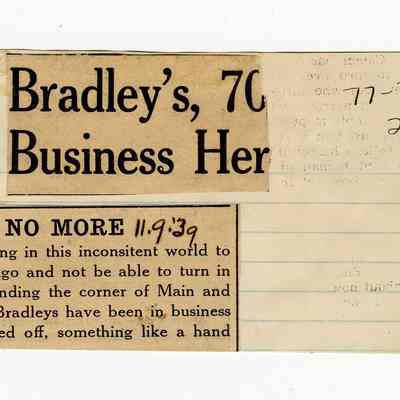 Bradley's, 70
Business Her
77-
2
NO MORE 11.9.39
ng in this inconsitent world to
go and not be able to turn in
nding the corner of Main and
Bradleys have been in business
ed off, something like a hand